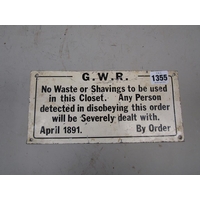 G.W.R.
1355
No Waste or Shavings to be used
in this Closet. Any Person
detected in disobeying this order
will be Severely dealt with.
April 1891. By Order